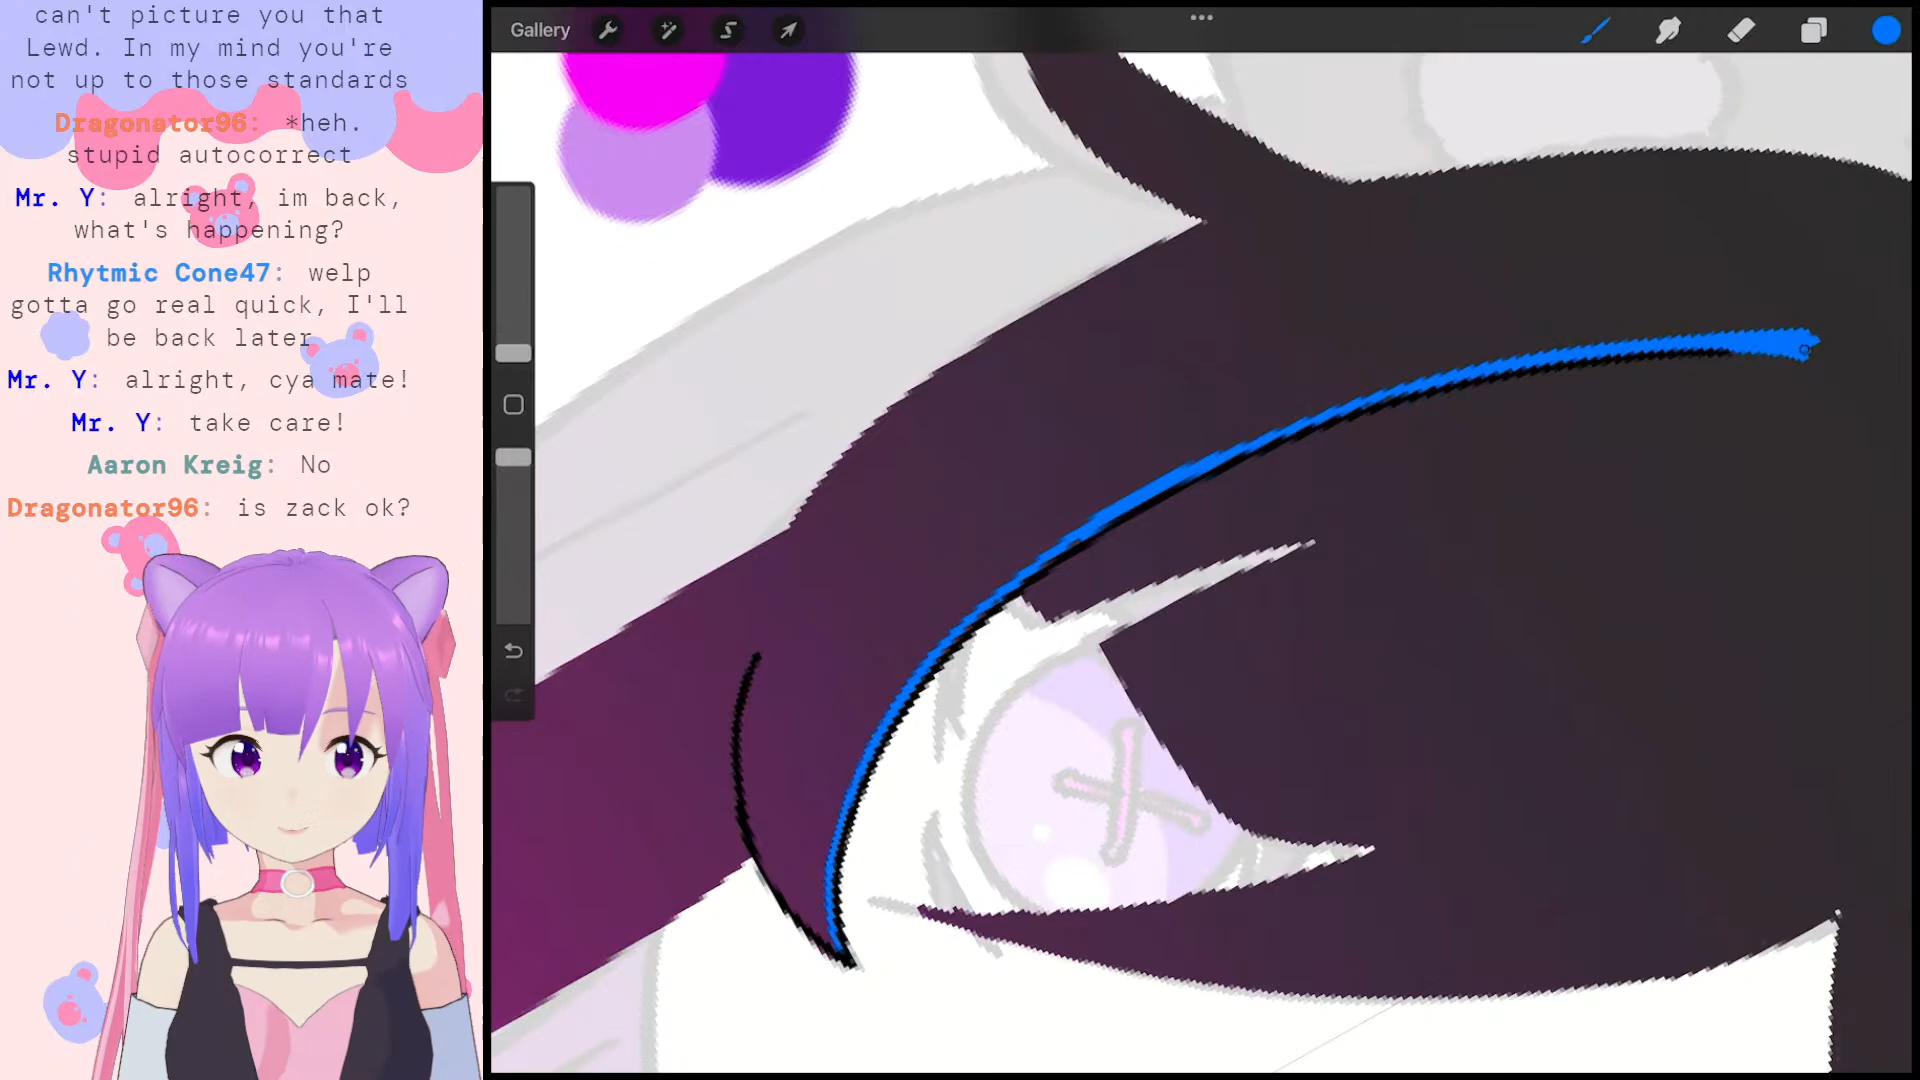 can't picture you that
Lewd. In my mind you're
not up to those standards
Dragonator96: *heh.
stupid autocorrect
Mr. Y: alright, im back,
what's happening?
Rhytmic Cone47: welp
gotta go real quick, I'll
be back later
Mr. Y: alright, cya mate!
Mr. Y: take care!
Aaron Kreig: No
Dragonator96: is zack ok?
Gallery